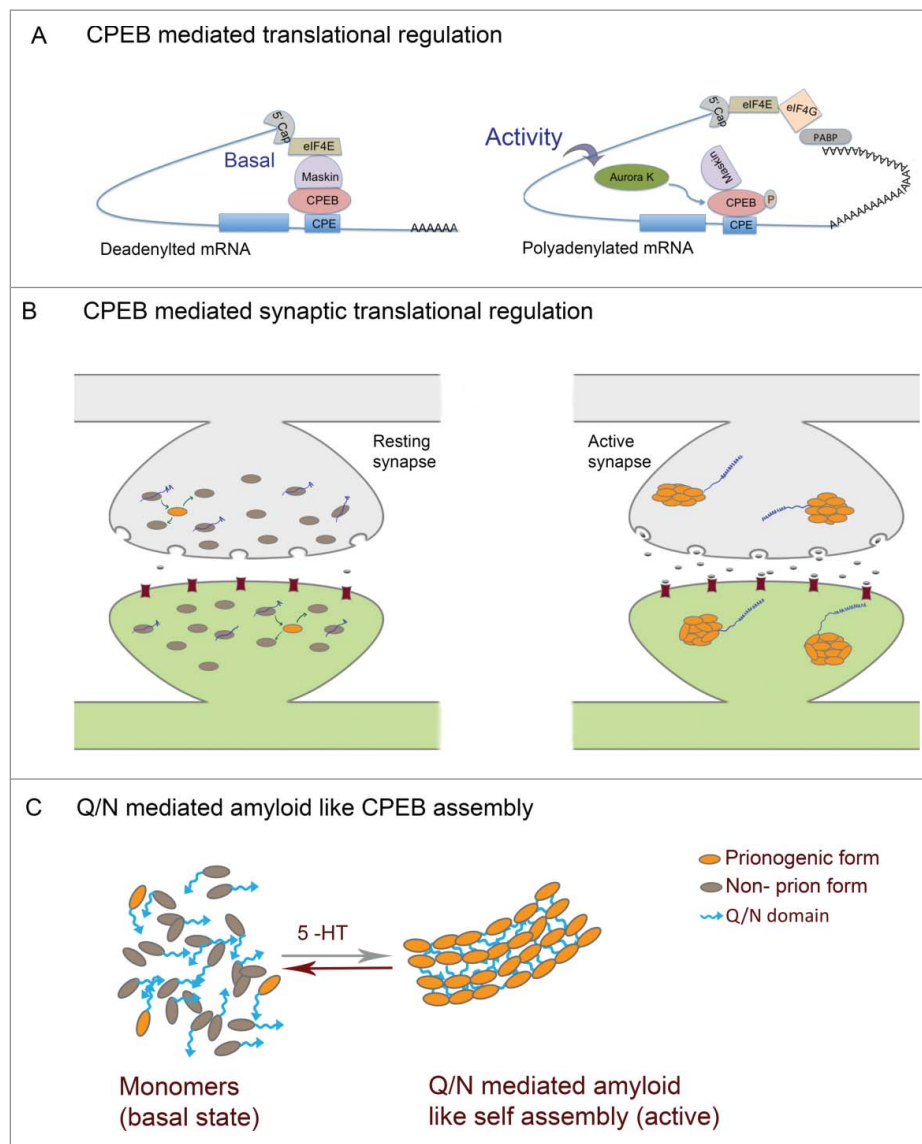 A CPEB mediated translational regulation
5' Cap
eIF4E
Basal
Maskin
CPEB
CPE
AAAAAA
Deadenylted mRNA
Activity
5' Cap
eIF4E
eIF4G
PABP
Maskin
Aurora K
CPEB
P
CPE
Polyadenylated mRNA
B CPEB mediated synaptic translational regulation
Resting
synapse
Active
synapse
C Q/N mediated amyloid like CPEB assembly
Prionogenic form
Non- prion form
Q/N domain
5 -HT
Monomers
(basal state)
Q/N mediated amyloid
like self assembly (active)